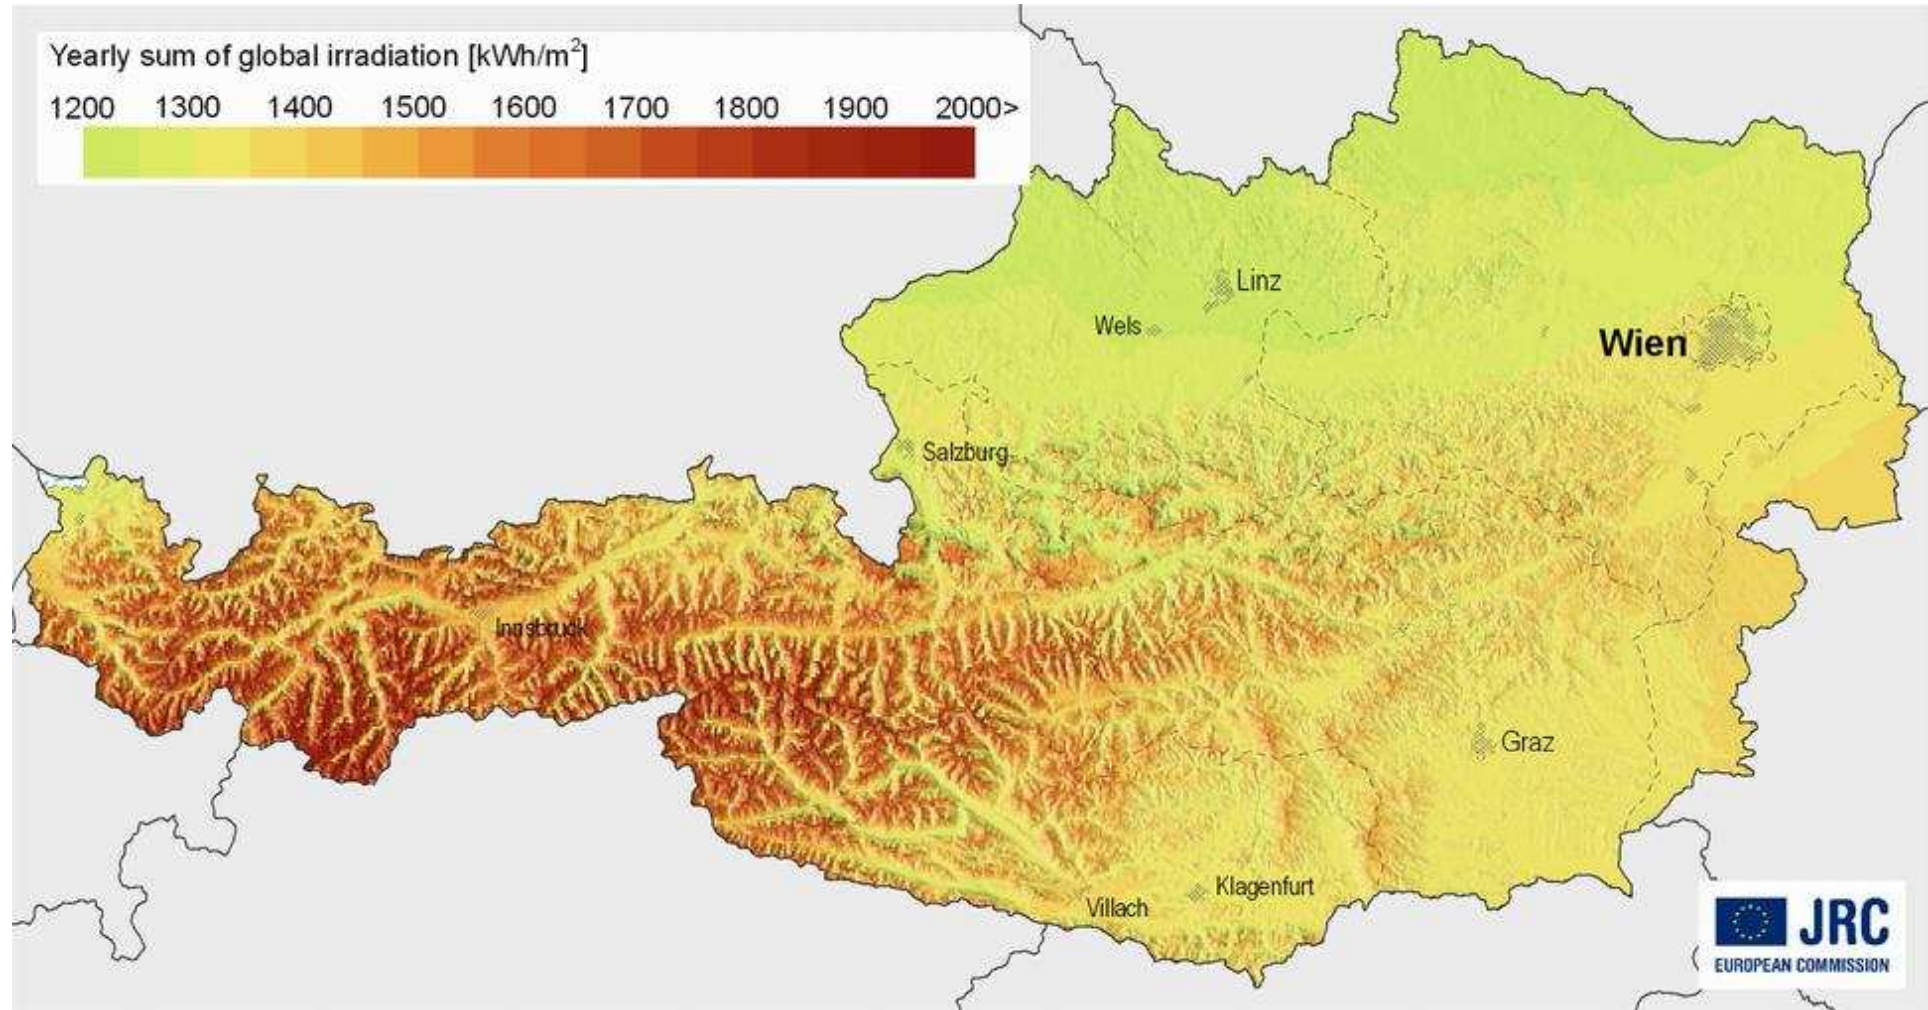 Yearly sum of global irradiation [kWh/m²]
1200 1300 1400 1500 1600 1700 1800 1900 2000>
Linz
Wels
Wien
Salzburg
Innsbruck
Graz
Klagenfurt
Villach
JRC
EUROPEAN COMMISSION